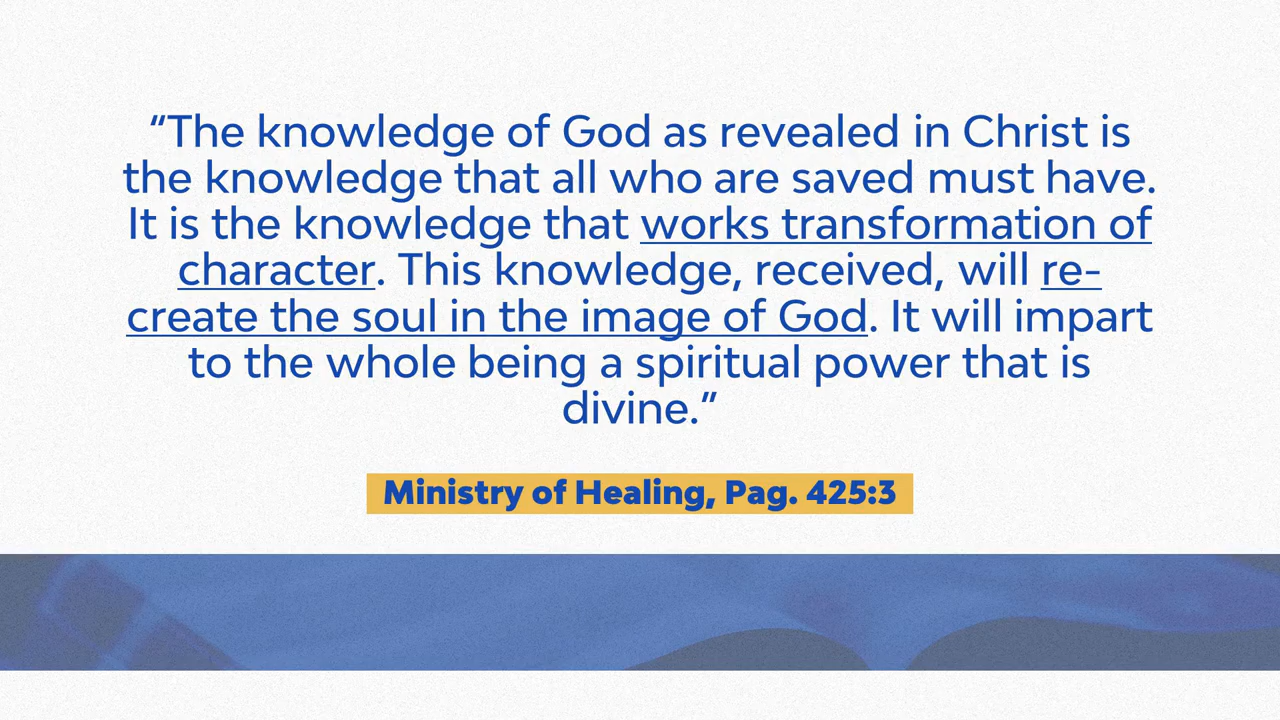 “The knowledge of God as revealed in Christ is
the knowledge that all who are saved must have.
It is the knowledge that works transformation of
character. This knowledge, received, will re-
create the soul in the image of God. It will impart
to the whole being a spiritual power that is
divine.”
Ministry of Healing, Pag. 425:3